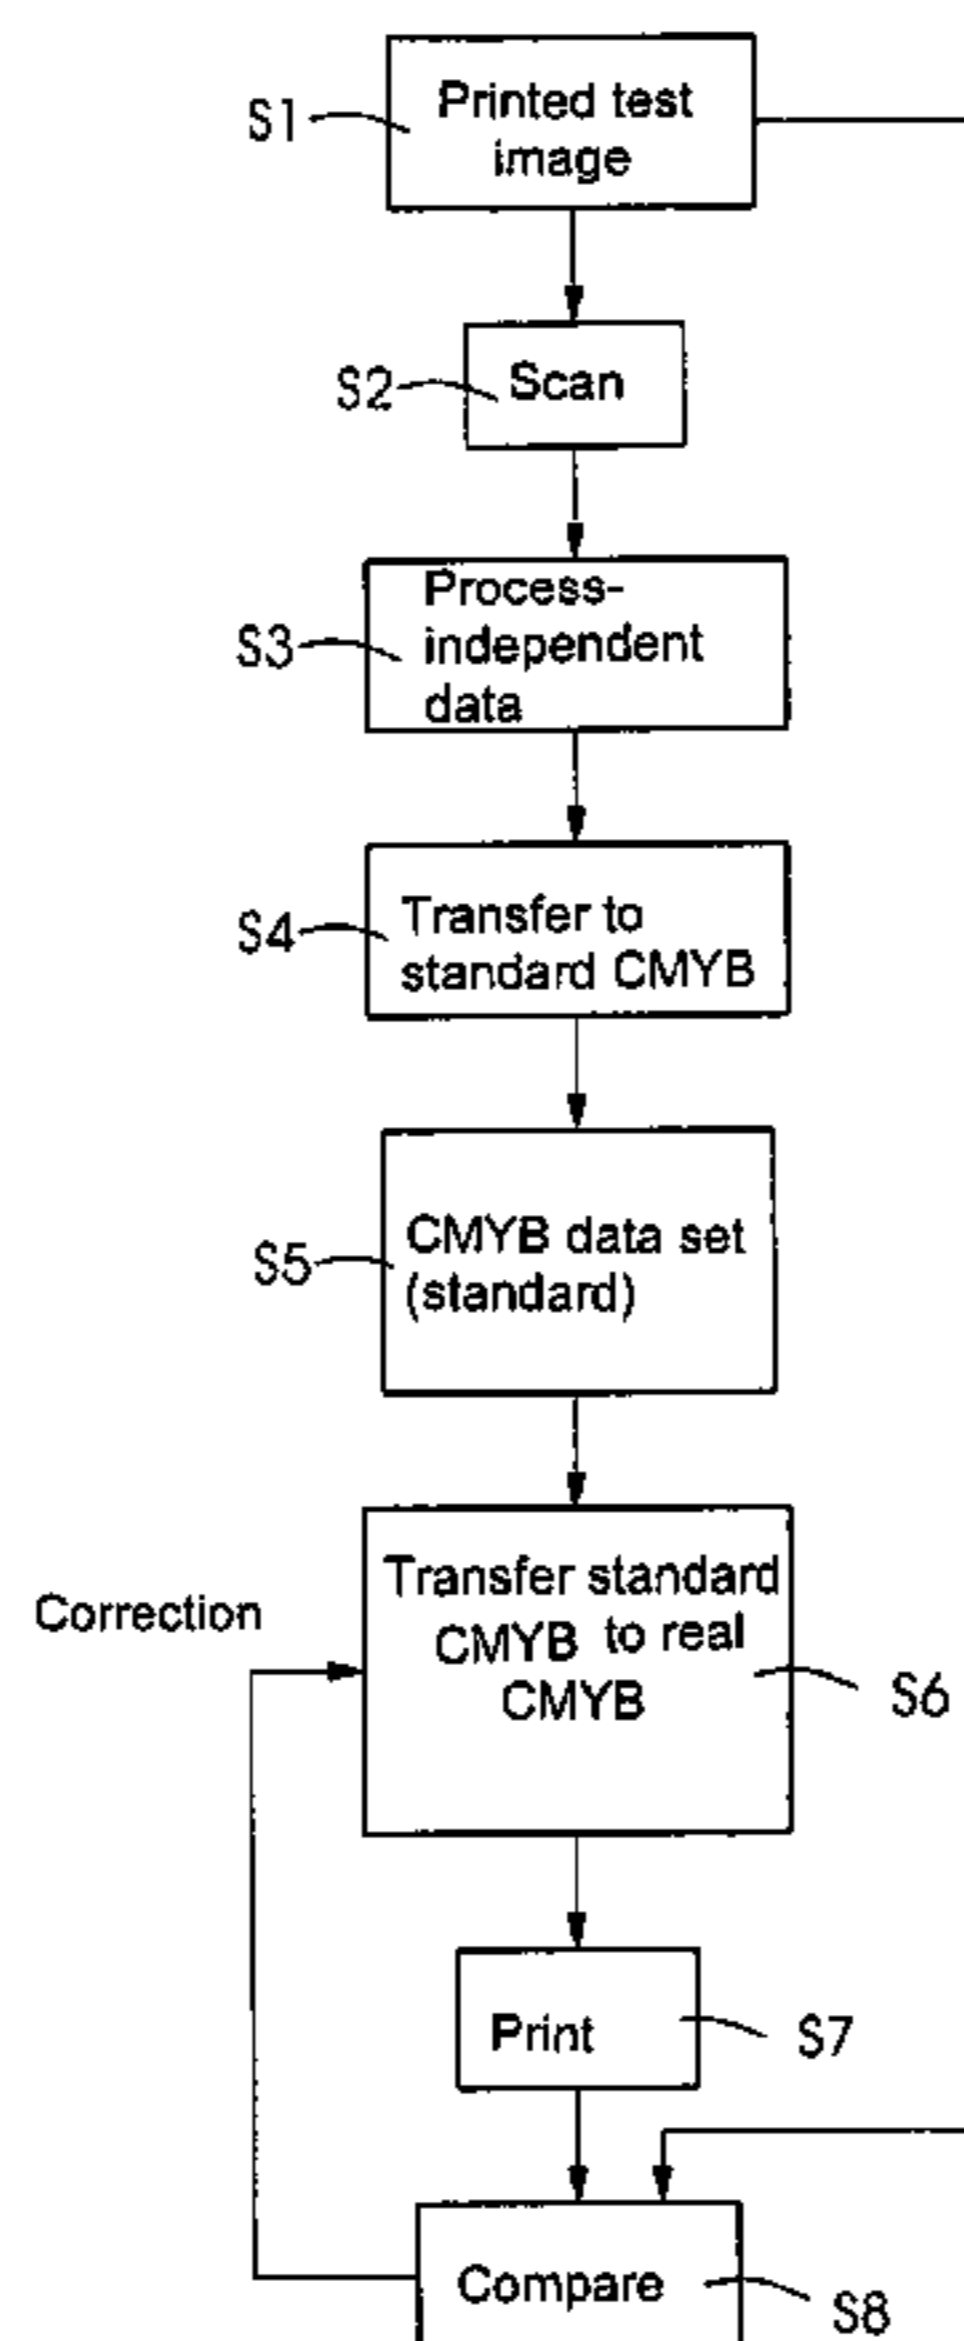 S1
Printed test
image
S2
Scan
S3
Process-
independent
data
S4
Transfer to
standard CMYB
S5
CMYB data set
(standard)
Correction
Transfer standard
CMYB to real
CMYB
S6
Print
S7
Compare
S8